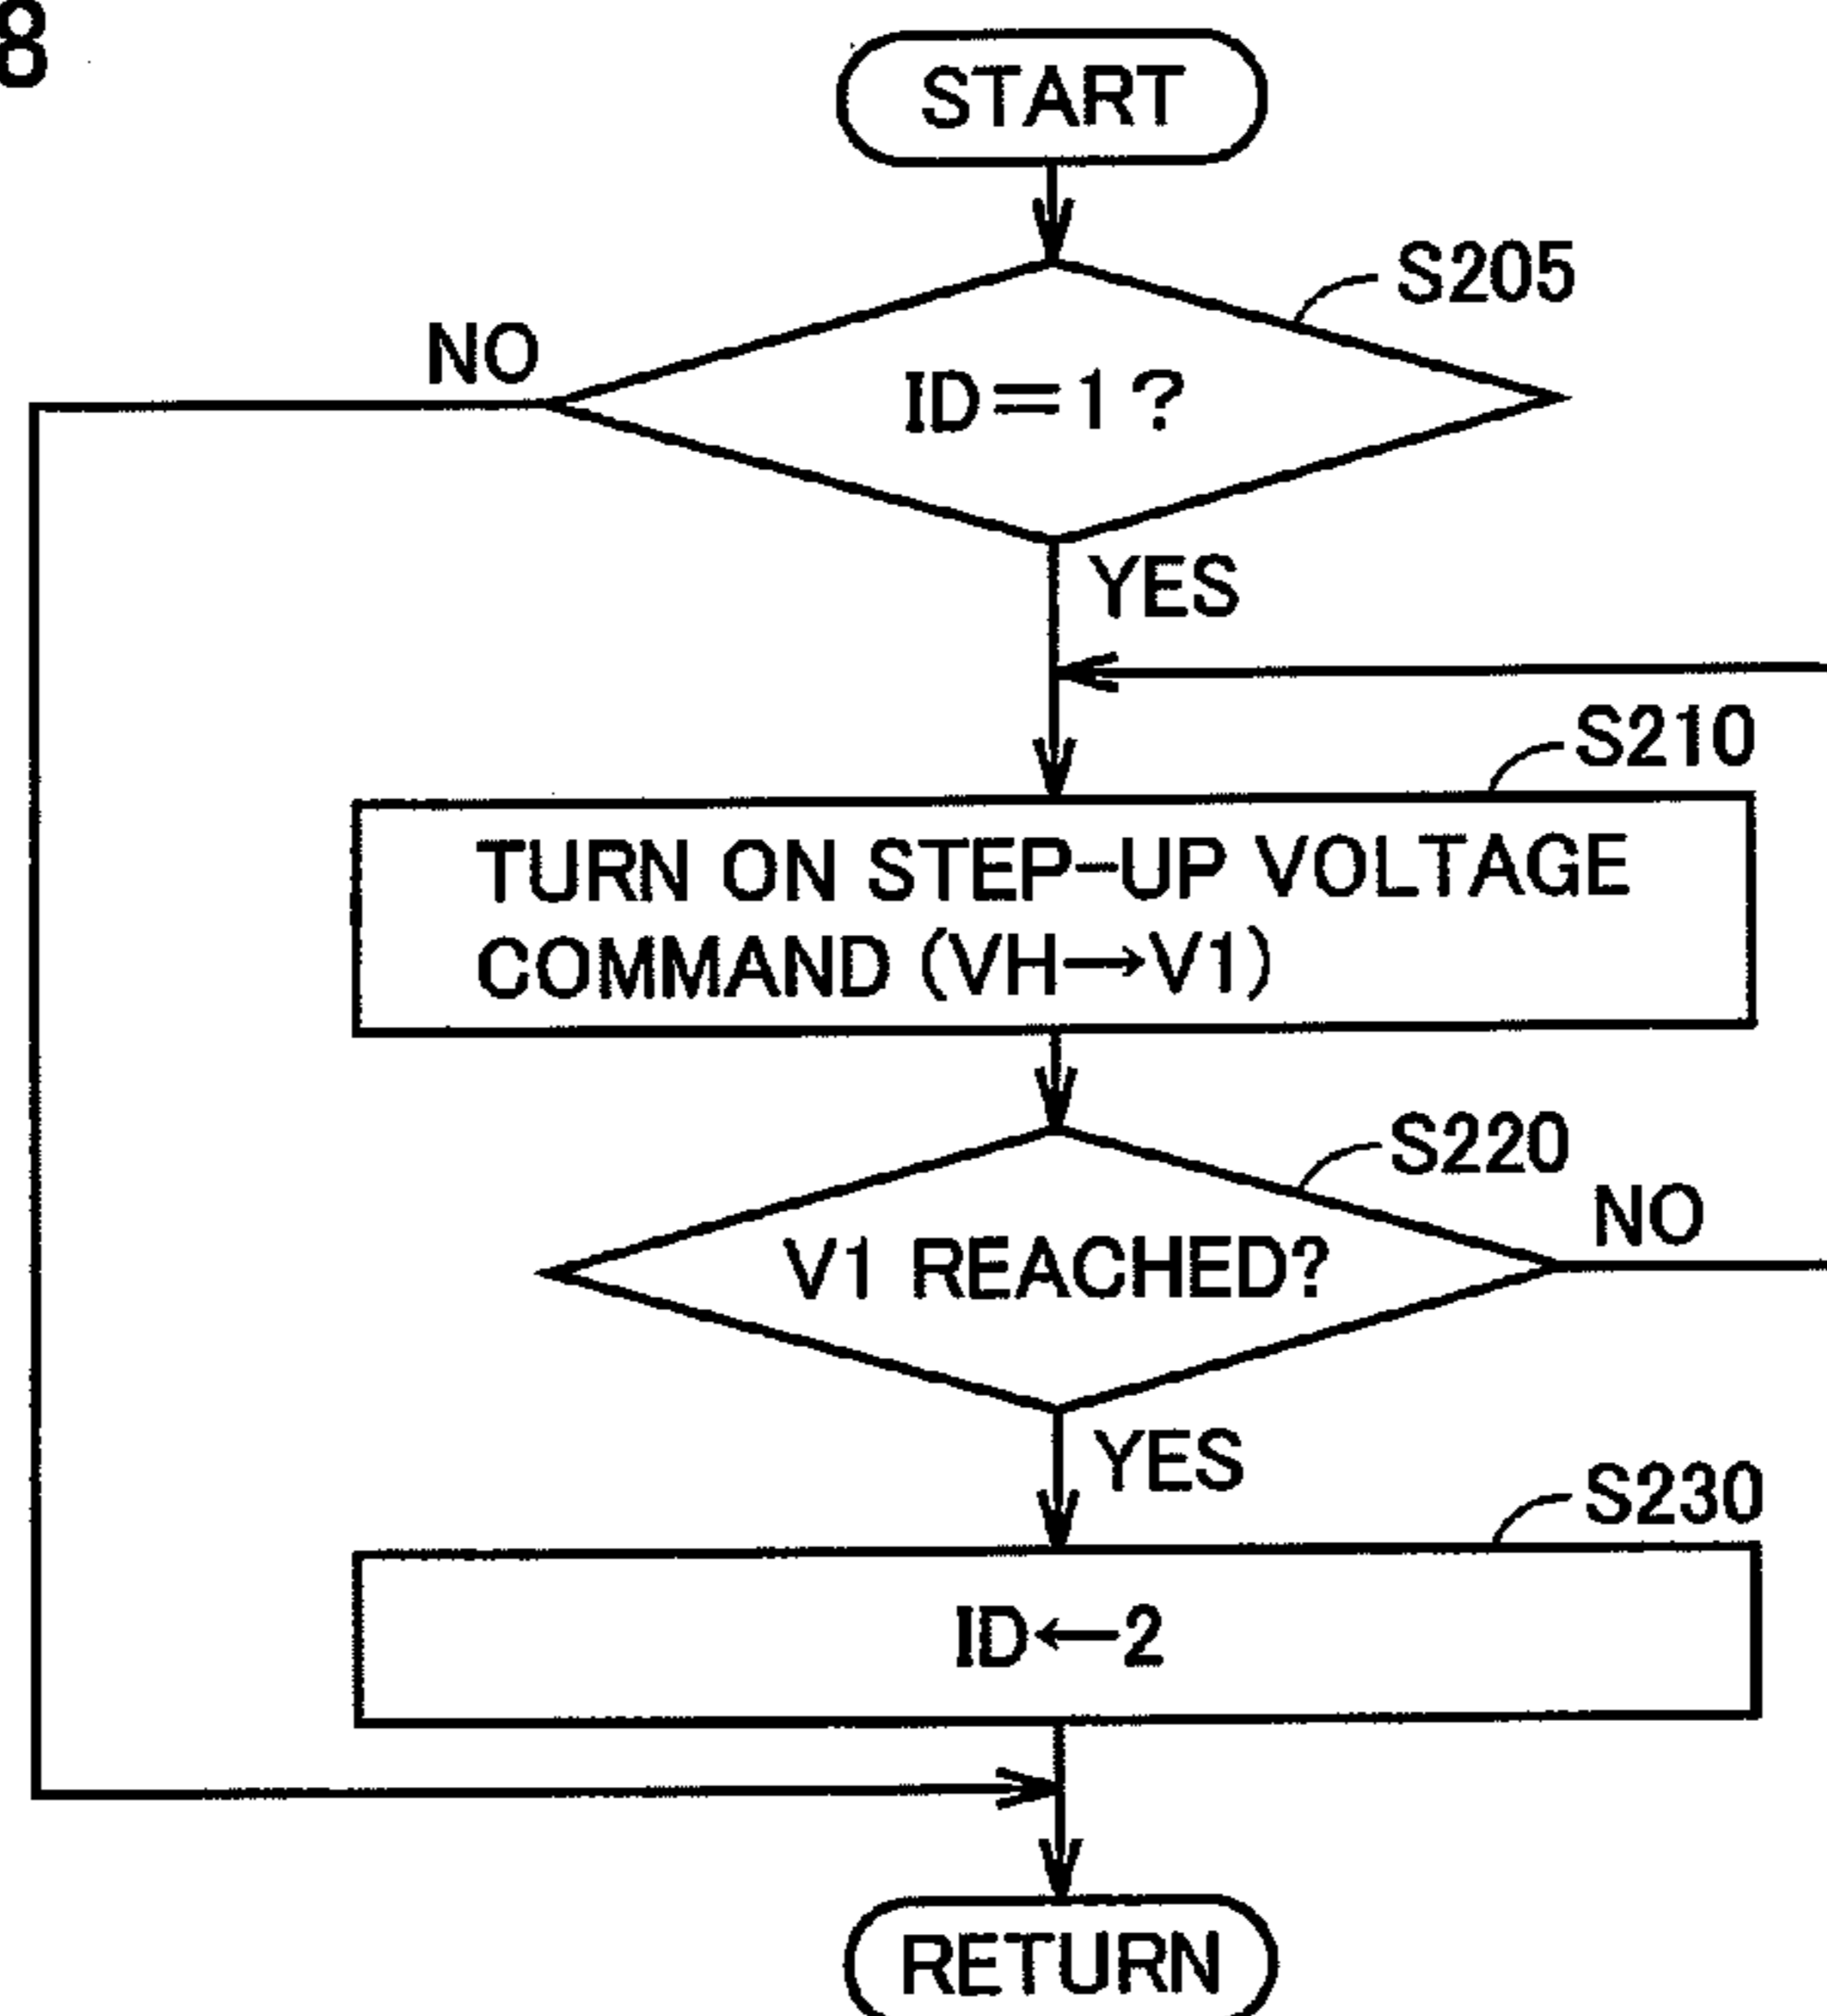 8
START
S205
NO
ID=1?
YES
S210
TURN ON STEP-UP VOLTAGE
COMMAND (VH→V1)
S220
NO
V1 REACHED?
YES
S230
ID←2
RETURN